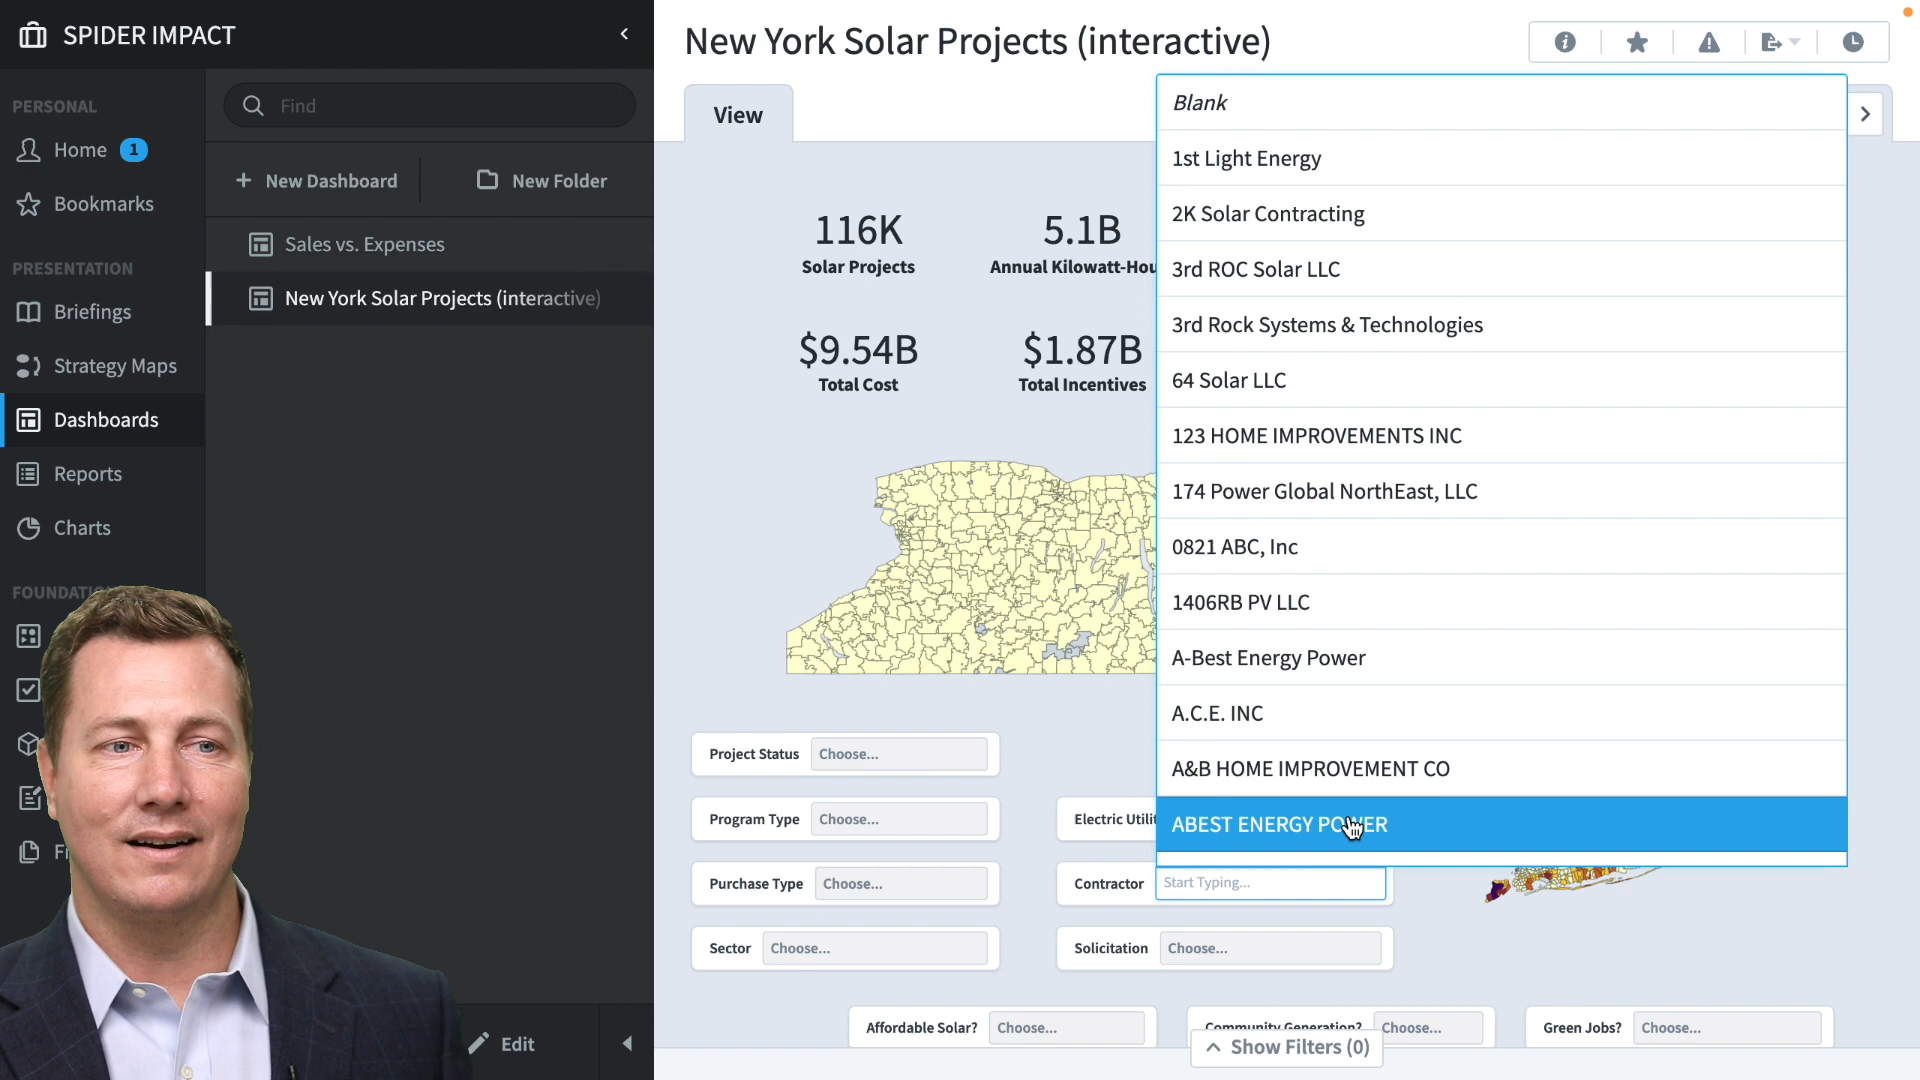 SPIDER IMPACT
PERSONAL
Home 1
Bookmarks
PRESENTATION
Briefings
Strategy Maps
Dashboards
Reports
Charts
Find
+ New Dashboard
New Folder
Sales vs. Expenses
New York Solar Projects (interactive)
Edit
New York Solar Projects (interactive)
View
116K
Solar Projects
5.1B
Annual Kilowatt-Hou
$9.54B
Total Cost
$1.87B
Total Incentives
Blank
1st Light Energy
2K Solar Contracting
3rd ROC Solar LLC
3rd Rock Systems & Technologies
64 Solar LLC
123 HOME IMPROVEMENTS INC
174 Power Global NorthEast, LLC
0821 ABC, Inc
1406RB PV LLC
A-Best Energy Power
A.C.E. INC
A&B HOME IMPROVEMENT CO
ABEST ENERGY POWER
Project Status Choose...
Program Type Choose...
Electric Utilit
Purchase Type Choose...
Contractor Start Typing...
Sector Choose...
Solicitation Choose...
Affordable Solar? Choose...
Community Generation? Choose...
Green Jobs? Choose...
Show Filters (0)